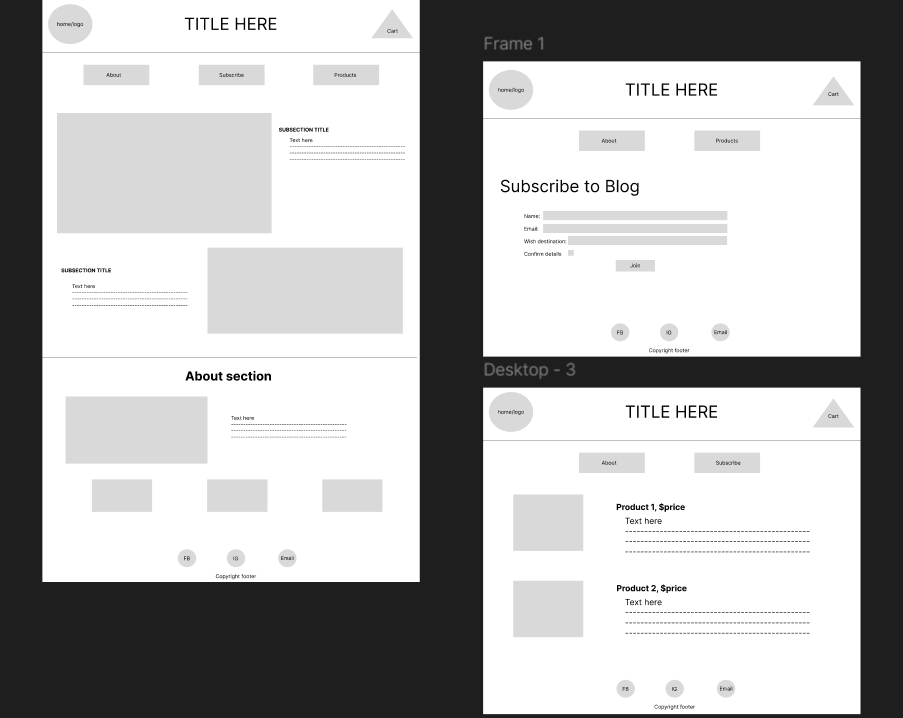 home/logo
TITLE HERE
Cart
About
Subscribe
Products
SUBSECTION TITLE
Text here
SUBSECTION TITLE
Text here
About section
Text here
FB
IG
Email
Copyright footer
Frame 1
home/logo
TITLE HERE
Cart
About
Products
Subscribe to Blog
Name:
Email:
Wish destination:
Confirm details
Join
FB
IG
Email
Copyright footer
Desktop - 3
home/logo
TITLE HERE
Cart
About
Subscribe
Product 1, $price
Text here
Product 2, $price
Text here
FB
IG
Email
Copyright footer